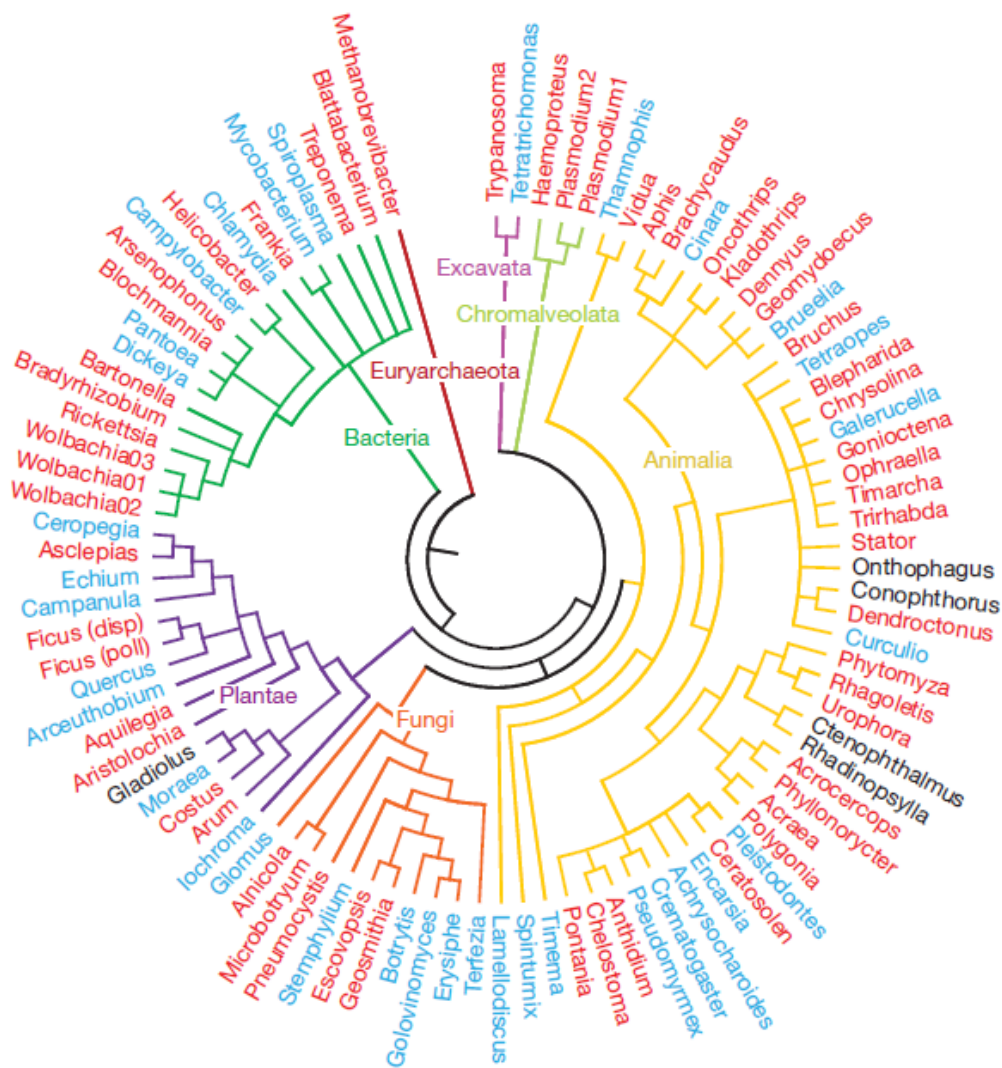 Methanobrevibacter
Blattabacterium
Treponema
Spiroplasma
Mycobacterium
Frankia
Chlamydia
Helicobacter
Campylobacter
Arsenophonus
Blochmannia
Pantoea
Dickeya
Bartonella
Bradyrhizobium
Rickettsia
Wolbachia03
Wolbachia01
Wolbachia02
Ceropegia
Asclepias
Echium
Campanula
Ficus (disp)
Ficus (poll)
Quercus
Arceuthobium
Aquilegia
Aristolochia
Gladiolus
Moraea
Costus
Arum
Iochroma
Glomus
Alnicola
Microbotryum
Pneumocystis
Stemphylium
Escovopsis
Geosmithia
Botrytis
Golovinomyces
Erysiphe
Terfezia
Lamellodiscus
Spinturnix
Timema
Pontania
Chelostoma
Anthidium
Pseudomyrmex
Crematogaster
Achrysocharoides
Encarsia
Ceratosolen
Pleistodontes
Polygonia
Acraea
Phyllonorycter
Acrocercops
Rhadinopsylla
Ctenophthalmus
Urophora
Rhagoletis
Phytomyza
Curculio
Dendroctonus
Conophthorus
Onthophagus
Stator
Trirhabda
Timarcha
Ophraella
Gonioctena
Galerucella
Chrysolina
Blepharida
Tetraopes
Bruchus
Brueelia
Geomydoecus
Dennyus
Kladothrips
Oncothrips
Cinara
Brachycaudus
Aphis
Vidua
Thamnophis
Plasmodium1
Plasmodium2
Haemoproteus
Tetratrichomonas
Trypanosoma
Excavata
Chromalveolata
Euryarchaeota
Bacteria
Animalia
Plantae
Fungi